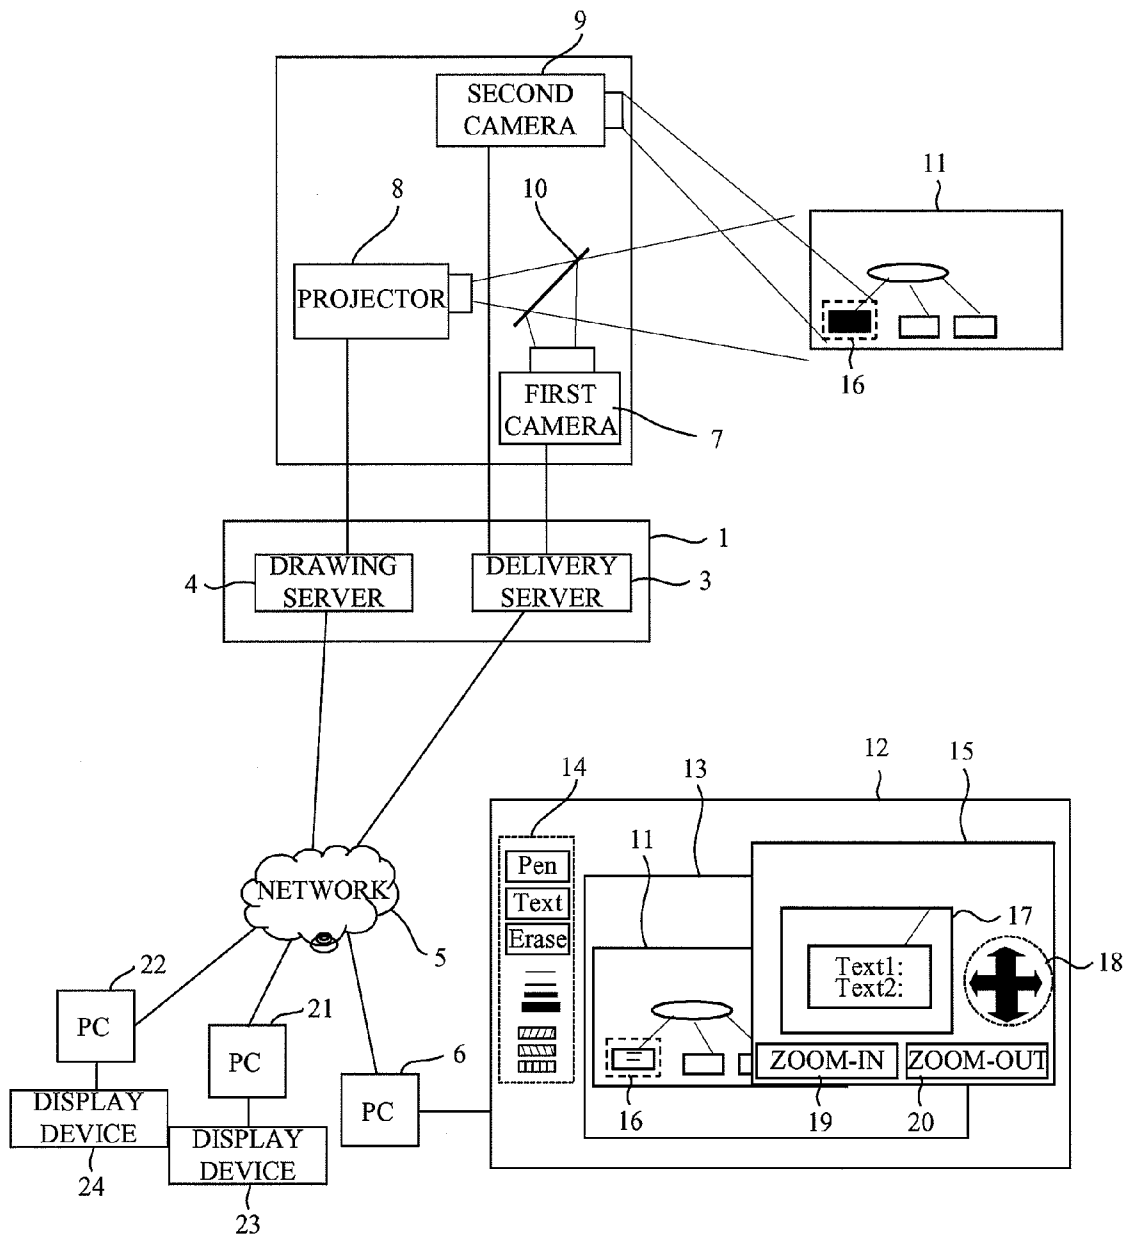 9
SECOND
CAMERA
11
8
10
PROJECTOR
16
FIRST
CAMERA
7
1
DRAWING
SERVER
DELIVERY
SERVER
4
3
12
15
13
14
11
Pen
Text
Erase
NETWORK
17
5
Text1:
Text2:
18
22
21
PC
PC
6
ZOOM-IN
ZOOM-OUT
DISPLAY
DEVICE
PC
16
19
20
DISPLAY
DEVICE
24
23